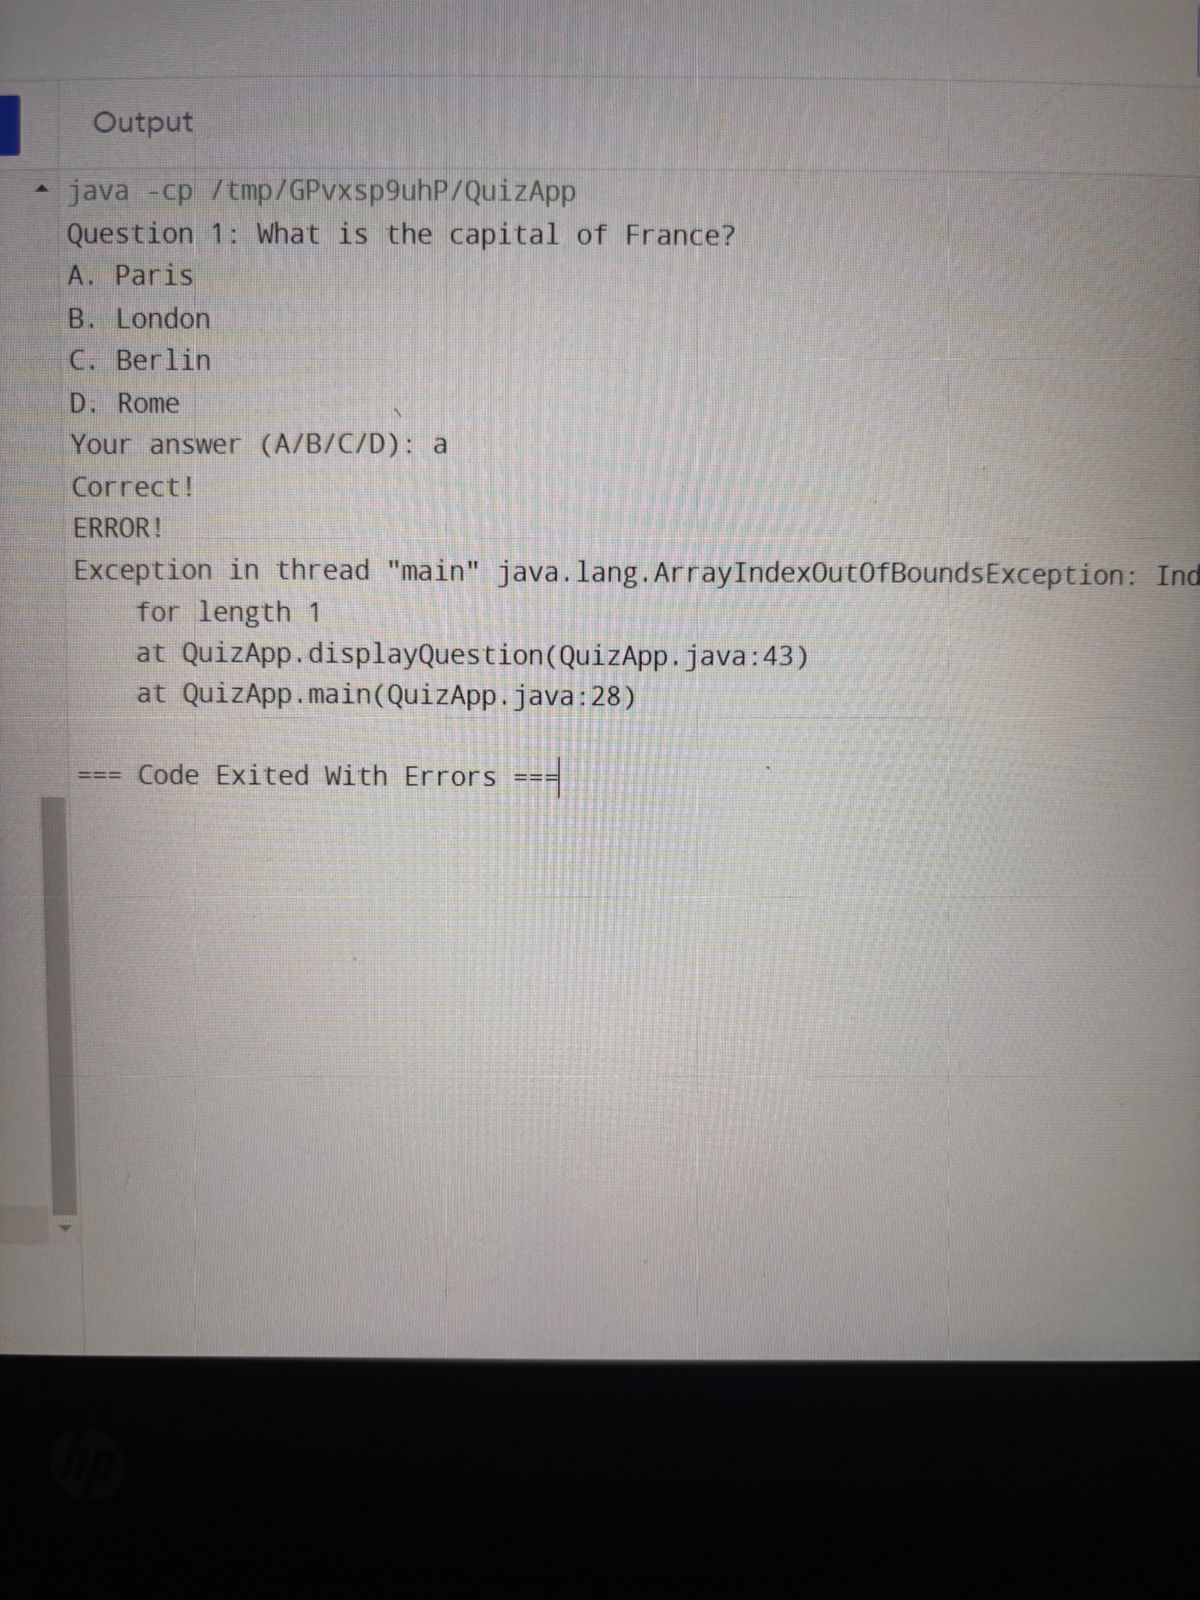 Output
java -cp /tmp/GPvxsp9uhP/QuizApp
Question 1: What is the capital of France?
A. Paris
B. London
C. Berlin
D. Rome
Your answer (A/B/C/D): a
Correct!
ERROR!
Exception in thread "main" java.lang.ArrayIndexOutOfBoundsException: Ind
for length 1
at QuizApp.displayQuestion(QuizApp.java:43)
at QuizApp.main(QuizApp.java:28)
=== Code Exited With Errors ===
hp